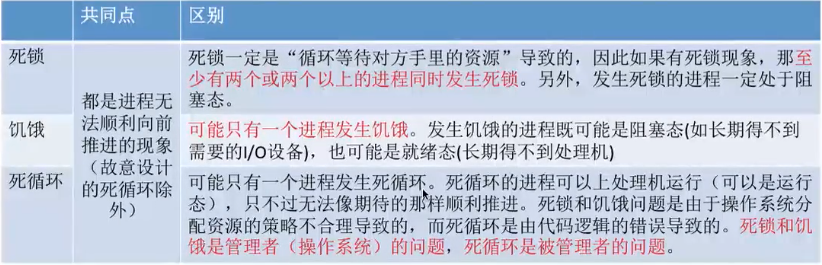 共同点 区别
死锁 死锁一定是“循环等待对方手里的资源”导致的，因此如果有死锁现象，那至
少有两个或两个以上的进程同时发生死锁。另外，发生死锁的进程一定处于阻
塞态。
都是进程无
法顺利向前
推进的现象
（故意设计
的死循环除
外）
饥饿 可能只有一个进程发生饥饿。发生饥饿的进程既可能是阻塞态(如长期得不到
需要的I/O设备)，也可能是就绪态(长期得不到处理机)
死循环 可能只有一个进程发生死循环。死循环的进程可以上处理机运行（可以是运行
态），只不过无法像期待的那样顺利推进。死锁和饥饿问题是由于操作系统分
配资源的策略不合理导致的，而死循环是由代码逻辑的错误导致的。死锁和饥
饿是管理者（操作系统）的问题，死循环是被管理者的问题。